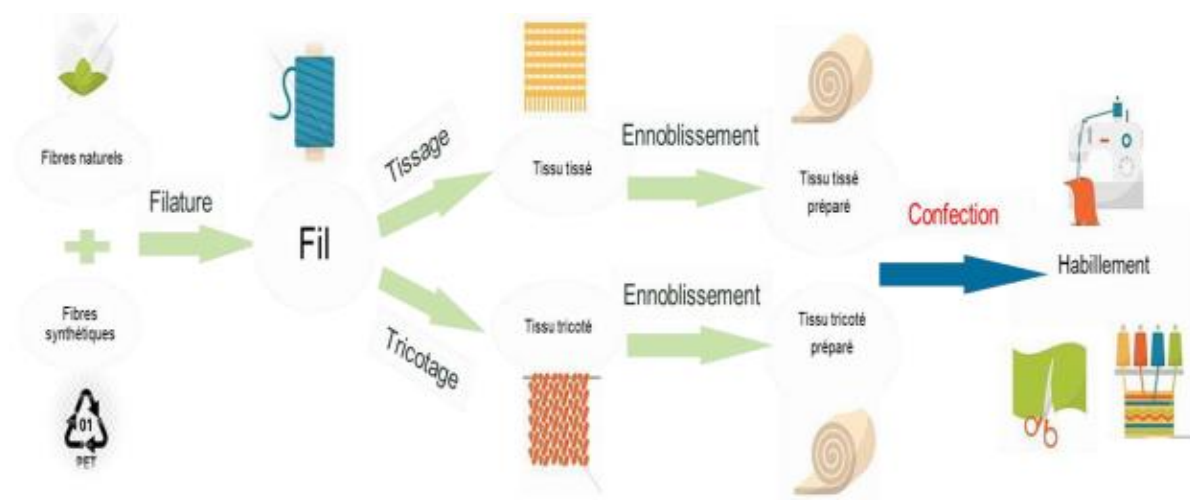 Fibres naturels
Filature
Fibres
synthétiques
01
PET
Fil
Tissage
Tricotage
Tissu tissé
Tissu tricoté
Ennoblissement
Ennoblissement
Tissu tissé
préparé
Tissu tricoté
préparé
Confection
Habillement